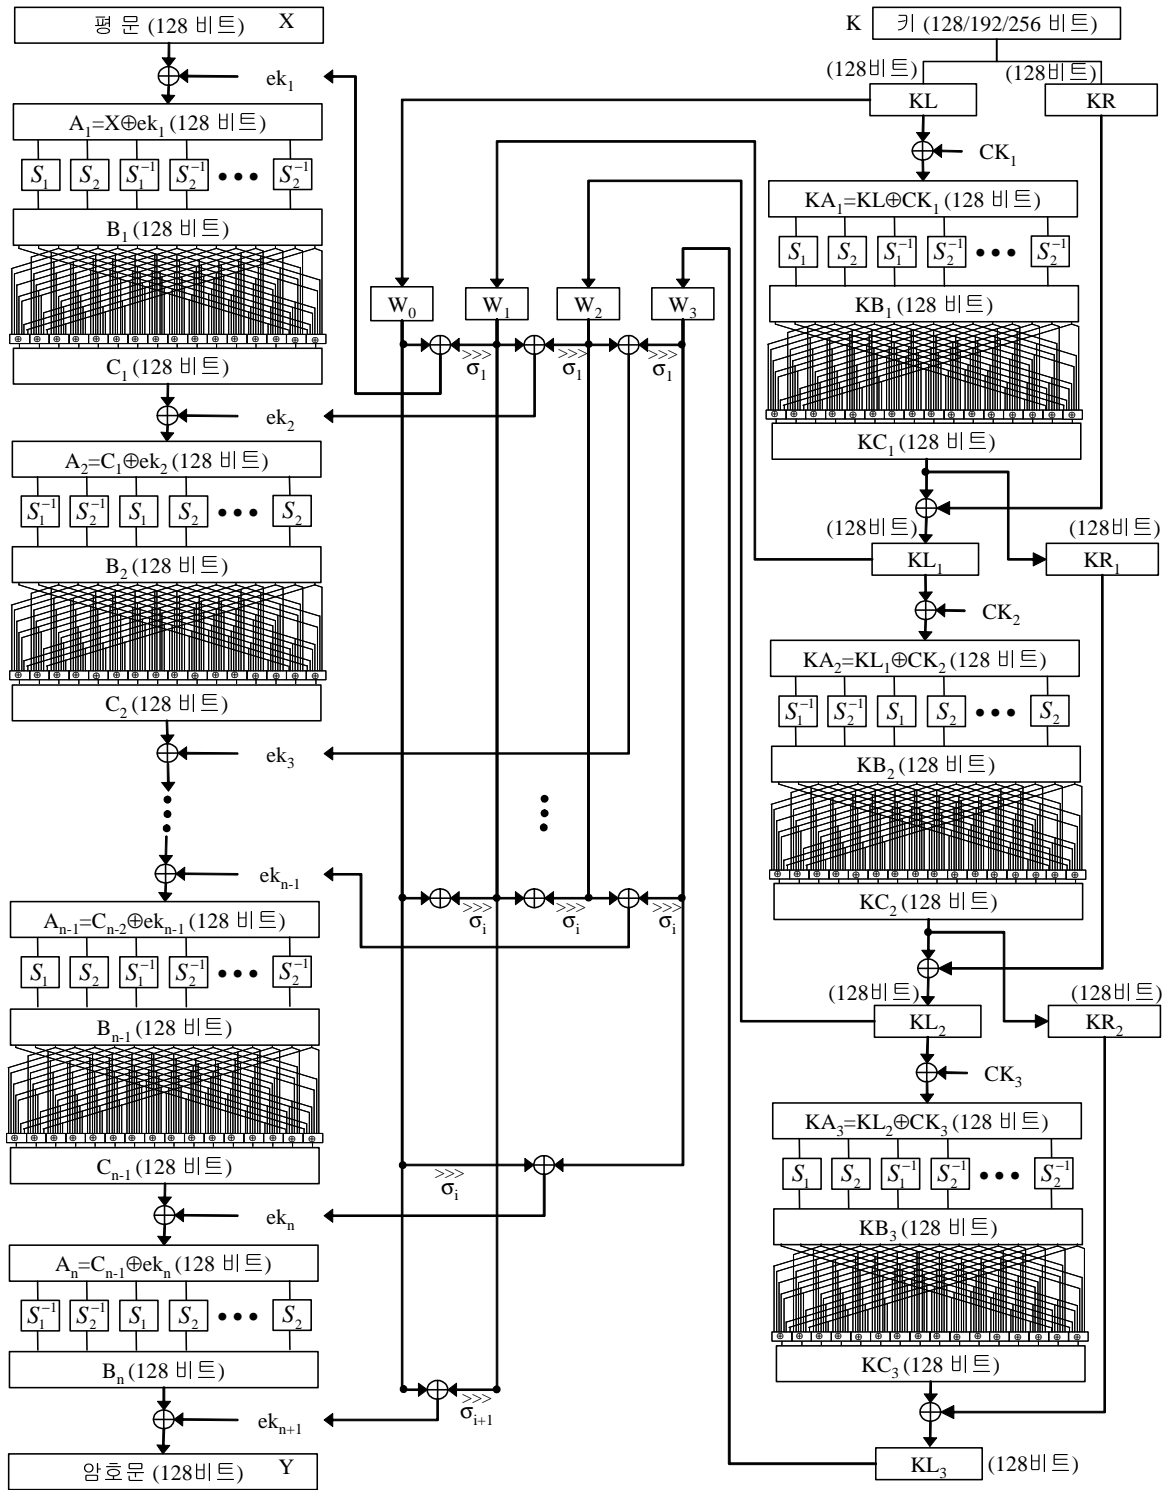 평 문 (128 비트) X
ek₁
A₁=X⊕ek₁ (128 비트)
S₁ S₂ S₁⁻¹ S₂⁻¹ ••• S₂⁻¹
B₁ (128 비트)
C₁ (128 비트)
ek₂
A₂=C₁⊕ek₂ (128 비트)
S₁⁻¹ S₂⁻¹ S₁ S₂ ••• S₂
B₂ (128 비트)
C₂ (128 비트)
ek₃
ekₙ₋₁
Aₙ₋₁=Cₙ₋₂⊕ekₙ₋₁ (128 비트)
S₁ S₂ S₁⁻¹ S₂⁻¹ ••• S₂⁻¹
Bₙ₋₁ (128 비트)
Cₙ₋₁ (128 비트)
ekₙ
Aₙ=Cₙ₋₁⊕ekₙ (128 비트)
S₁⁻¹ S₂⁻¹ S₁ S₂ ••• S₂
Bₙ (128 비트)
ekₙ₊₁
암호문 (128비트) Y
W₀ W₁ W₂ W₃
>>> >>> >>>
σ₁ σ₁ σ₁
>>> >>> >>>
σᵢ σᵢ σᵢ
>>>
σᵢ
>>>
σᵢ₊₁
K 키 (128/192/256 비트)
(128비트) (128비트)
KL KR
CK₁
KA₁=KL⊕CK₁ (128 비트)
S₁ S₂ S₁⁻¹ S₂⁻¹ ••• S₂⁻¹
KB₁ (128 비트)
KC₁ (128 비트)
(128비트) (128비트)
KL₁ KR₁
CK₂
KA₂=KL₁⊕CK₂ (128 비트)
S₁⁻¹ S₂⁻¹ S₁ S₂ ••• S₂
KB₂ (128 비트)
KC₂ (128 비트)
(128비트) (128비트)
KL₂ KR₂
CK₃
KA₃=KL₂⊕CK₃ (128 비트)
S₁ S₂ S₁⁻¹ S₂⁻¹ ••• S₂⁻¹
KB₃ (128 비트)
KC₃ (128 비트)
KL₃ (128비트)